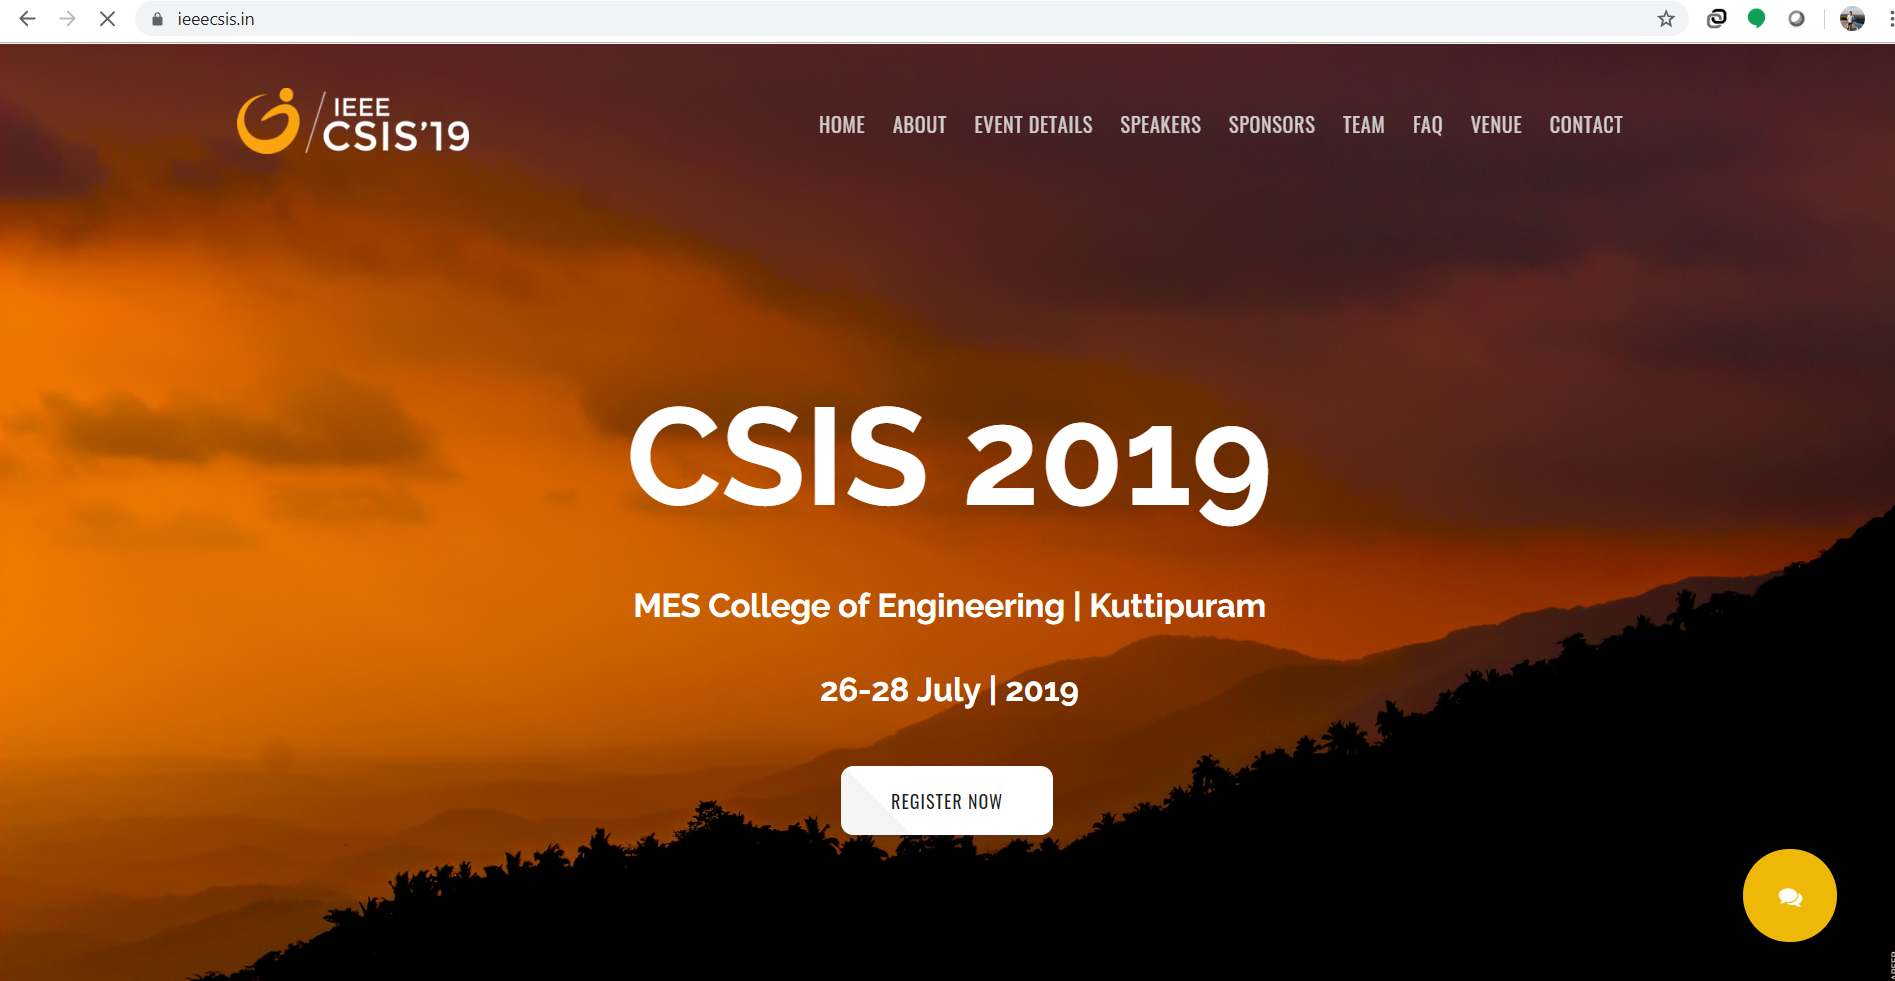 ieeecsis.in
IEEE
CSIS'19
HOME ABOUT EVENT DETAILS SPEAKERS SPONSORS TEAM FAQ VENUE CONTACT
CSIS 2019
MES College of Engineering | Kuttipuram
26-28 July | 2019
REGISTER NOW